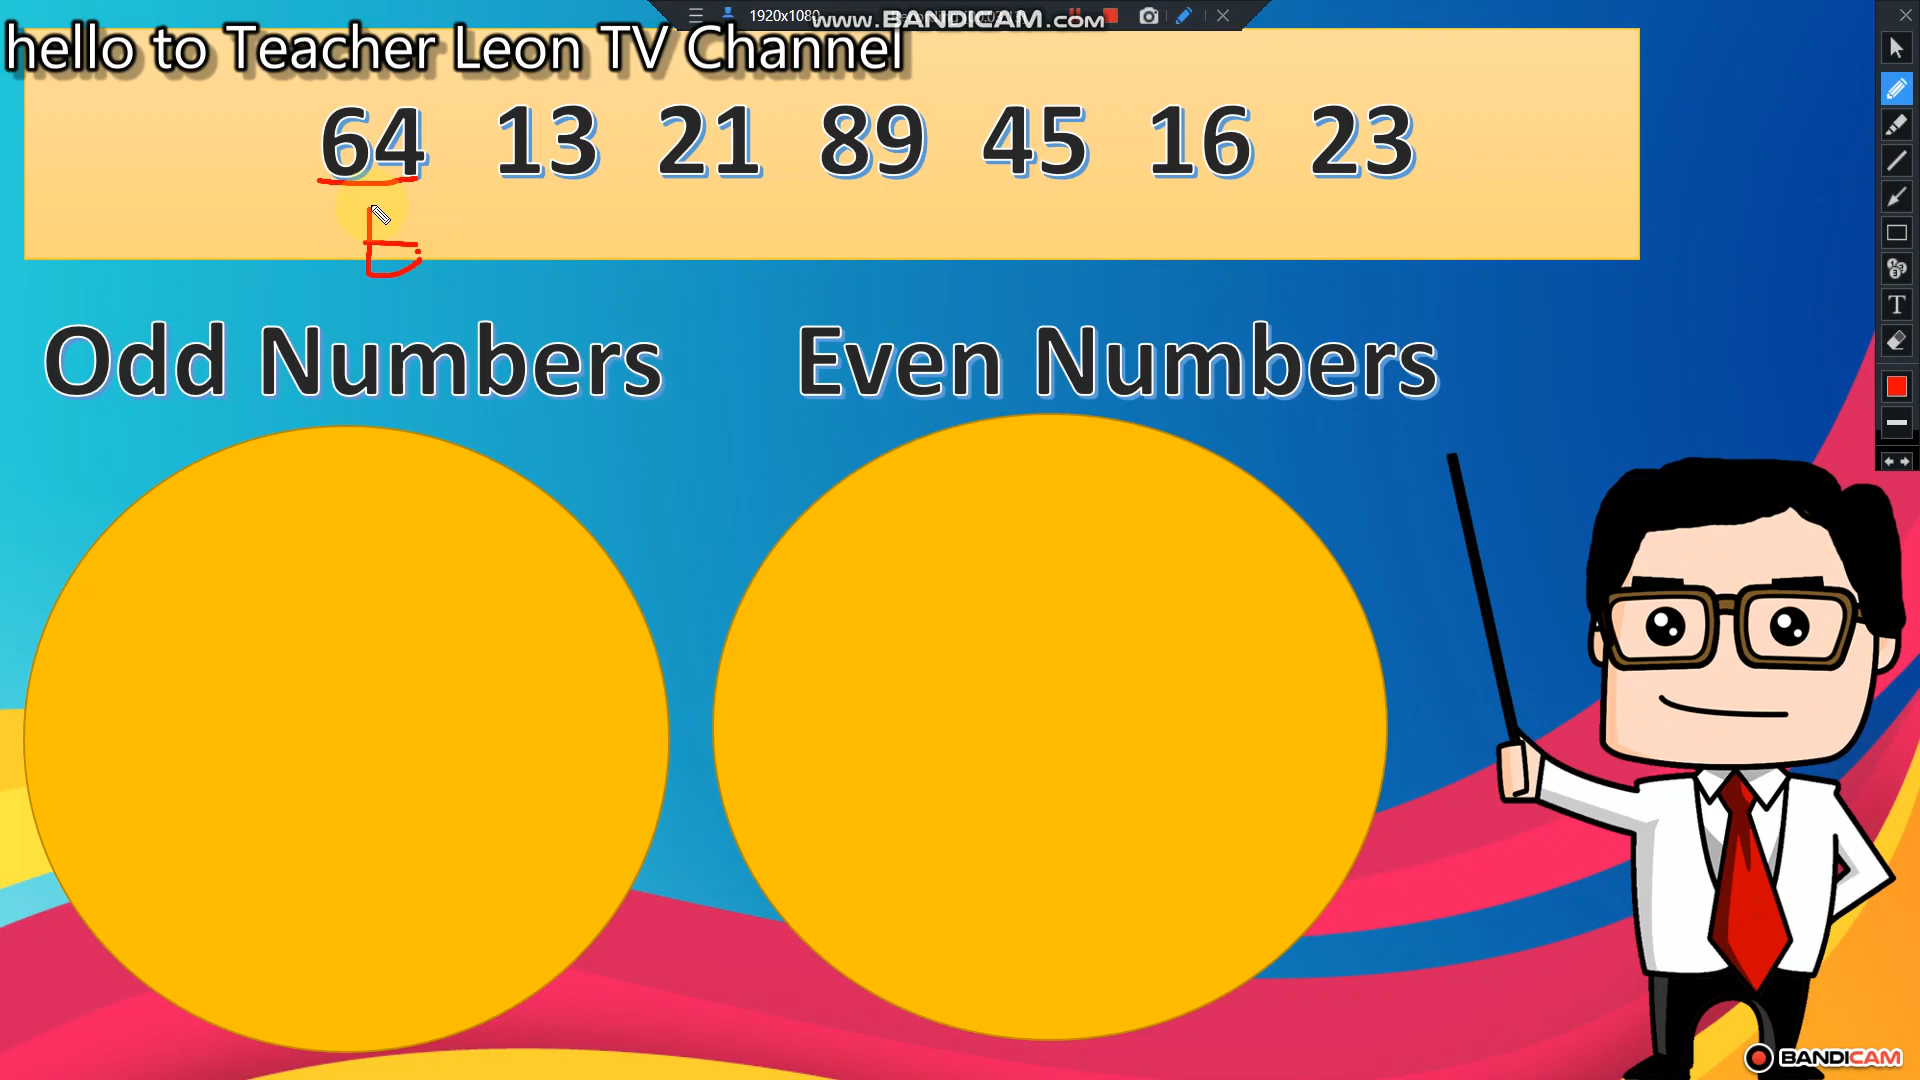 1920x1080
www.BANDICAM.com
hello to Teacher Leon TV Channel
64 13 21 89 45 16 23
E
Odd Numbers
Even Numbers
BANDICAM